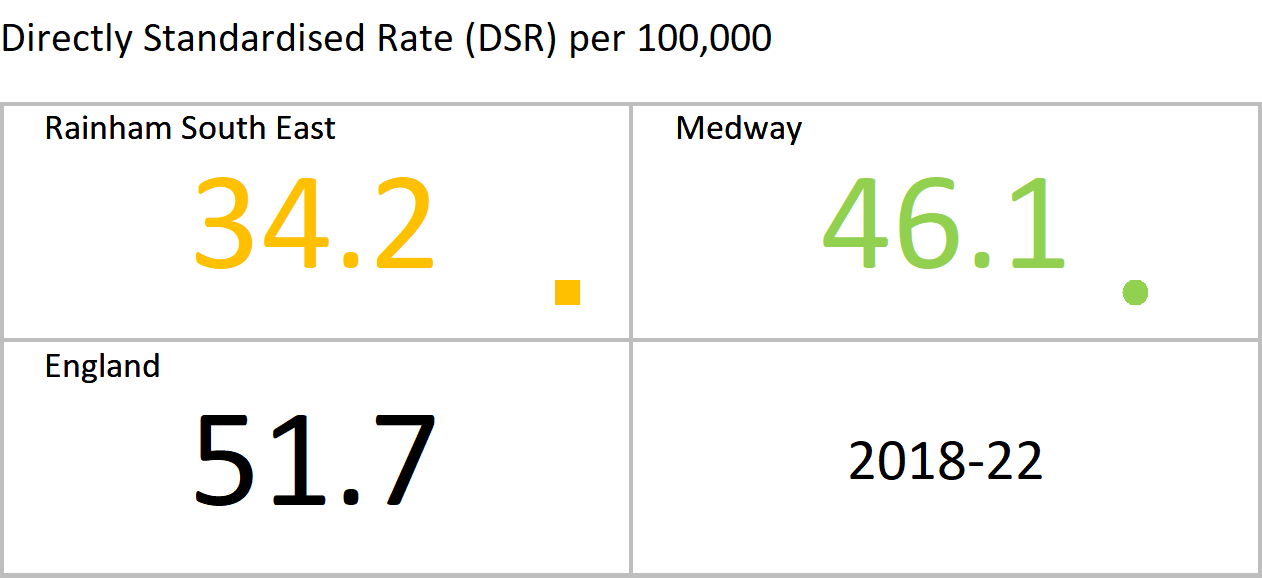 Directly Standardised Rate (DSR) per 100,000
Rainham South East
34.2
Medway
46.1
England
51.7
2018-22